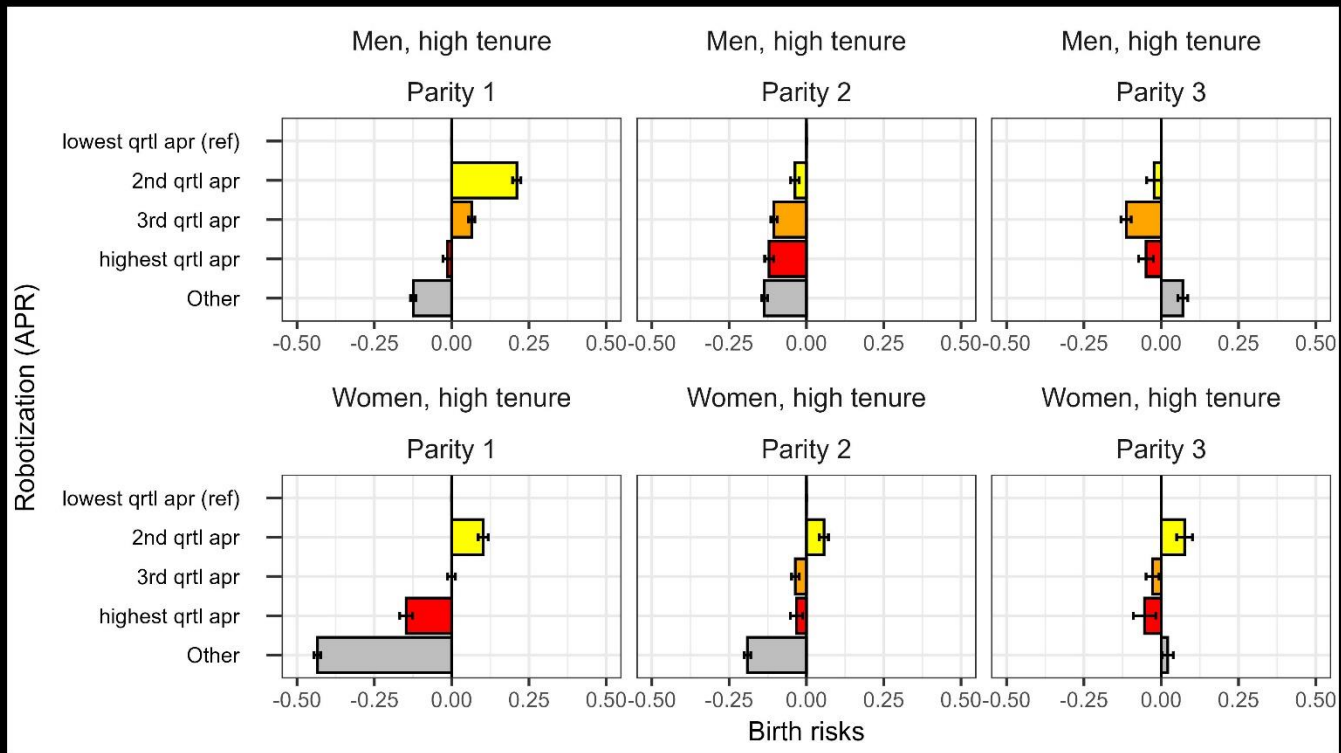 Men, high tenure
Men, high tenure
Men, high tenure
Parity 1
Parity 2
Parity 3
lowest qrtl apr (ref)
2nd qrtl apr
3rd qrtl apr
highest qrtl apr
Other
-0.50 -0.25 0.00 0.25 0.50
-0.50 -0.25 0.00 0.25 0.50
-0.50 -0.25 0.00 0.25 0.50
Robotization (APR)
Women, high tenure
Women, high tenure
Women, high tenure
Parity 1
Parity 2
Parity 3
lowest qrtl apr (ref)
2nd qrtl apr
3rd qrtl apr
highest qrtl apr
Other
-0.50 -0.25 0.00 0.25 0.50
-0.50 -0.25 0.00 0.25 0.50
-0.50 -0.25 0.00 0.25 0.50
Birth risks